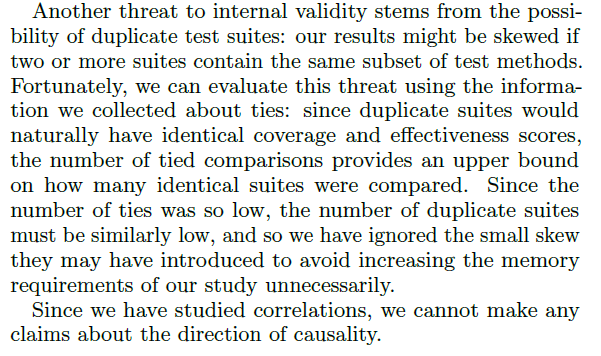 Another threat to internal validity stems from the possi-
bility of duplicate test suites: our results might be skewed if
two or more suites contain the same subset of test methods.
Fortunately, we can evaluate this threat using the informa-
tion we collected about ties: since duplicate suites would
naturally have identical coverage and effectiveness scores,
the number of tied comparisons provides an upper bound
on how many identical suites were compared. Since the
number of ties was so low, the number of duplicate suites
must be similarly low, and so we have ignored the small skew
they may have introduced to avoid increasing the memory
requirements of our study unnecessarily.
Since we have studied correlations, we cannot make any
claims about the direction of causality.